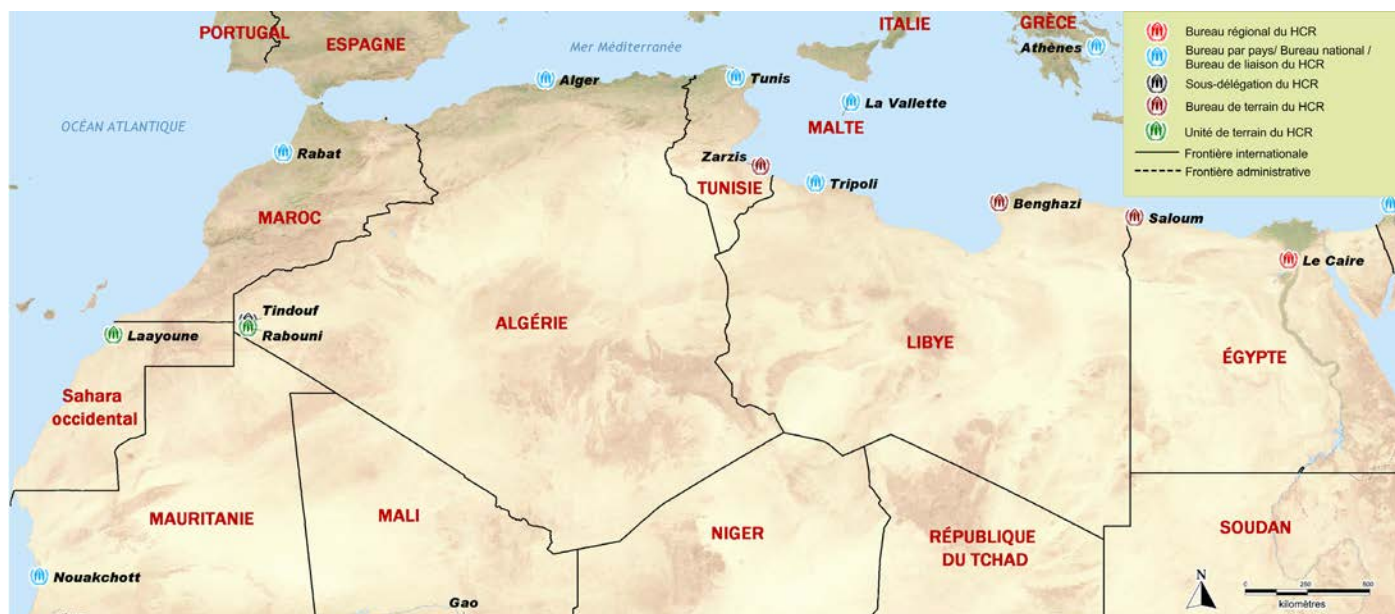 PORTUGAL
ESPAGNE
Mer Méditerranée
ITALIE
GRÈCE
Athènes
Bureau régional du HCR
Bureau par pays/ Bureau national /
Bureau de liaison du HCR
Sous-délégation du HCR
Bureau de terrain du HCR
Unité de terrain du HCR
Frontière internationale
Frontière administrative
Alger
Tunis
La Vallette
MALTE
OCÉAN ATLANTIQUE
Rabat
Zarzis
TUNISIE
Tripoli
MAROC
Benghazi
Saloum
Le Caire
Tindouf
Rabouni
Laayoune
ALGÉRIE
LIBYE
ÉGYPTE
Sahara
occidental
MAURITANIE
MALI
NIGER
RÉPUBLIQUE
DU TCHAD
SOUDAN
Nouakchott
Gao
N
0 250 500
kilomètres